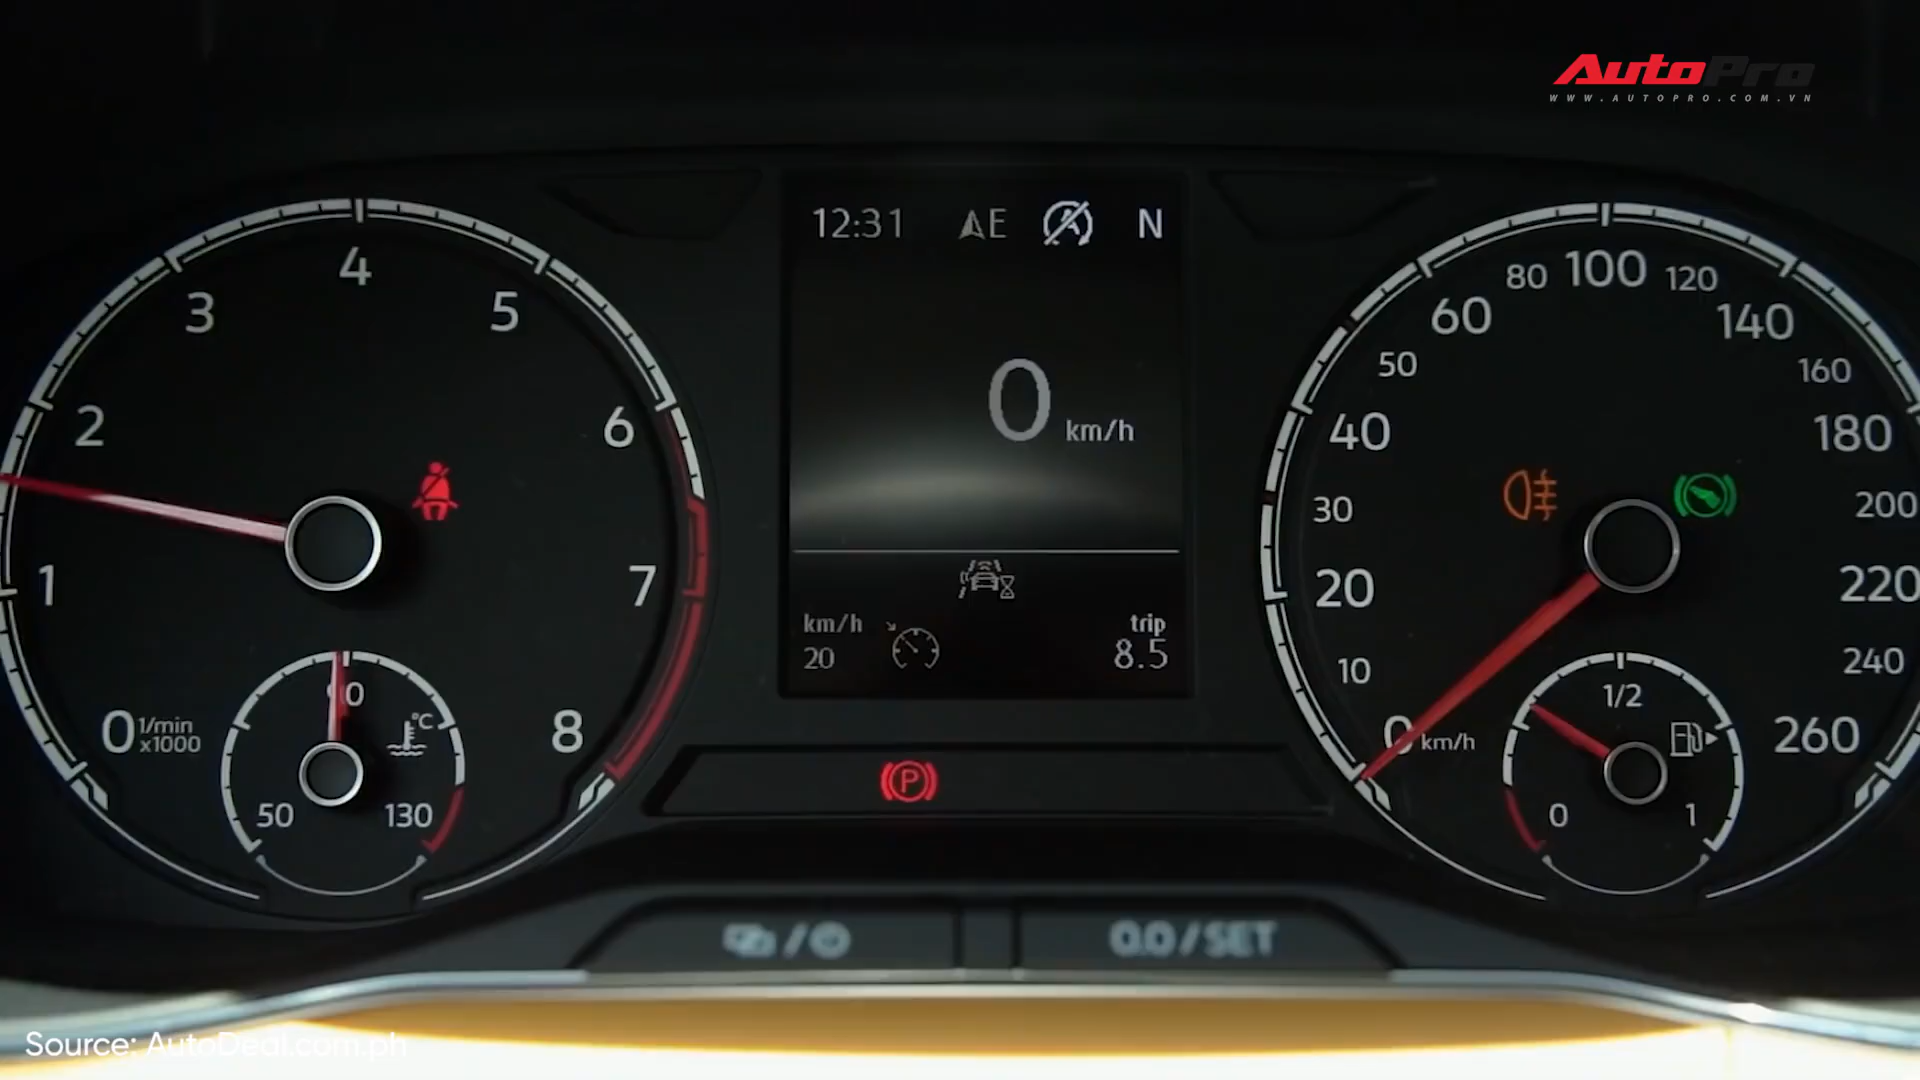 AutoPro
WWW.AUTOPRO.COM.VN
12:31 E N
0 km/h
km/h
20
trip
8.5
0 1 2 3 4 5 6 7 8
1/min
x1000
50 90 130
°C
0 10 20 30 40 50 60 80 100 120 140 160 180 200 220 240 260
km/h
0 1/2 1
P
0.0 / SET
Source: AutoDeal.com.ph